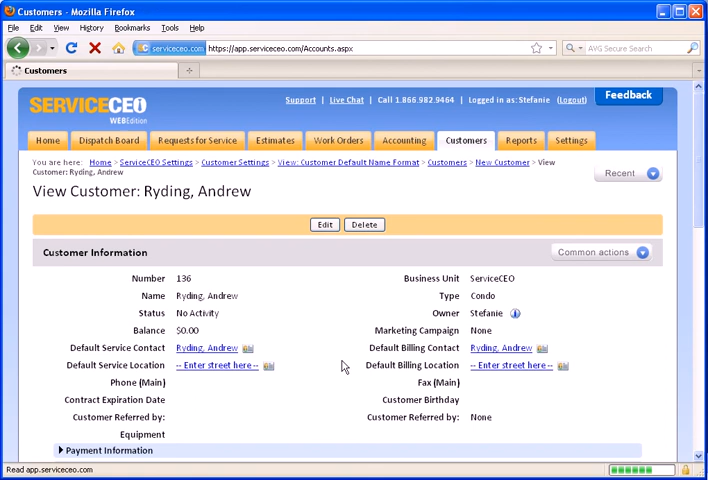 Customers - Mozilla Firefox
File Edit View History Bookmarks Tools Help
serviceceo.com https://app.serviceceo.com/Accounts.aspx AVG Secure Search
Customers
SERVICECEO
WEBEdition
Support | Live Chat | Call 1.866.982.9464 | Logged in as: Stefanie (Logout)
Feedback
Home Dispatch Board Requests for Service Estimates Work Orders Accounting Customers Reports Settings
You are here: Home > ServiceCEO Settings > Customer Settings > View: Customer Default Name Format > Customers > New Customer > View
Customer: Ryding, Andrew
Recent
View Customer: Ryding, Andrew
Edit Delete
Customer Information
Common actions
Number 136 Business Unit ServiceCEO
Name Ryding, Andrew Type Condo
Status No Activity Owner Stefanie
Balance $0.00 Marketing Campaign None
Default Service Contact Ryding, Andrew Default Billing Contact Ryding, Andrew
Default Service Location -- Enter street here -- Default Billing Location -- Enter street here --
Phone (Main) Fax (Main)
Contract Expiration Date Customer Birthday
Customer Referred by: Customer Referred by: None
Equipment
Payment Information
Read app.serviceceo.com